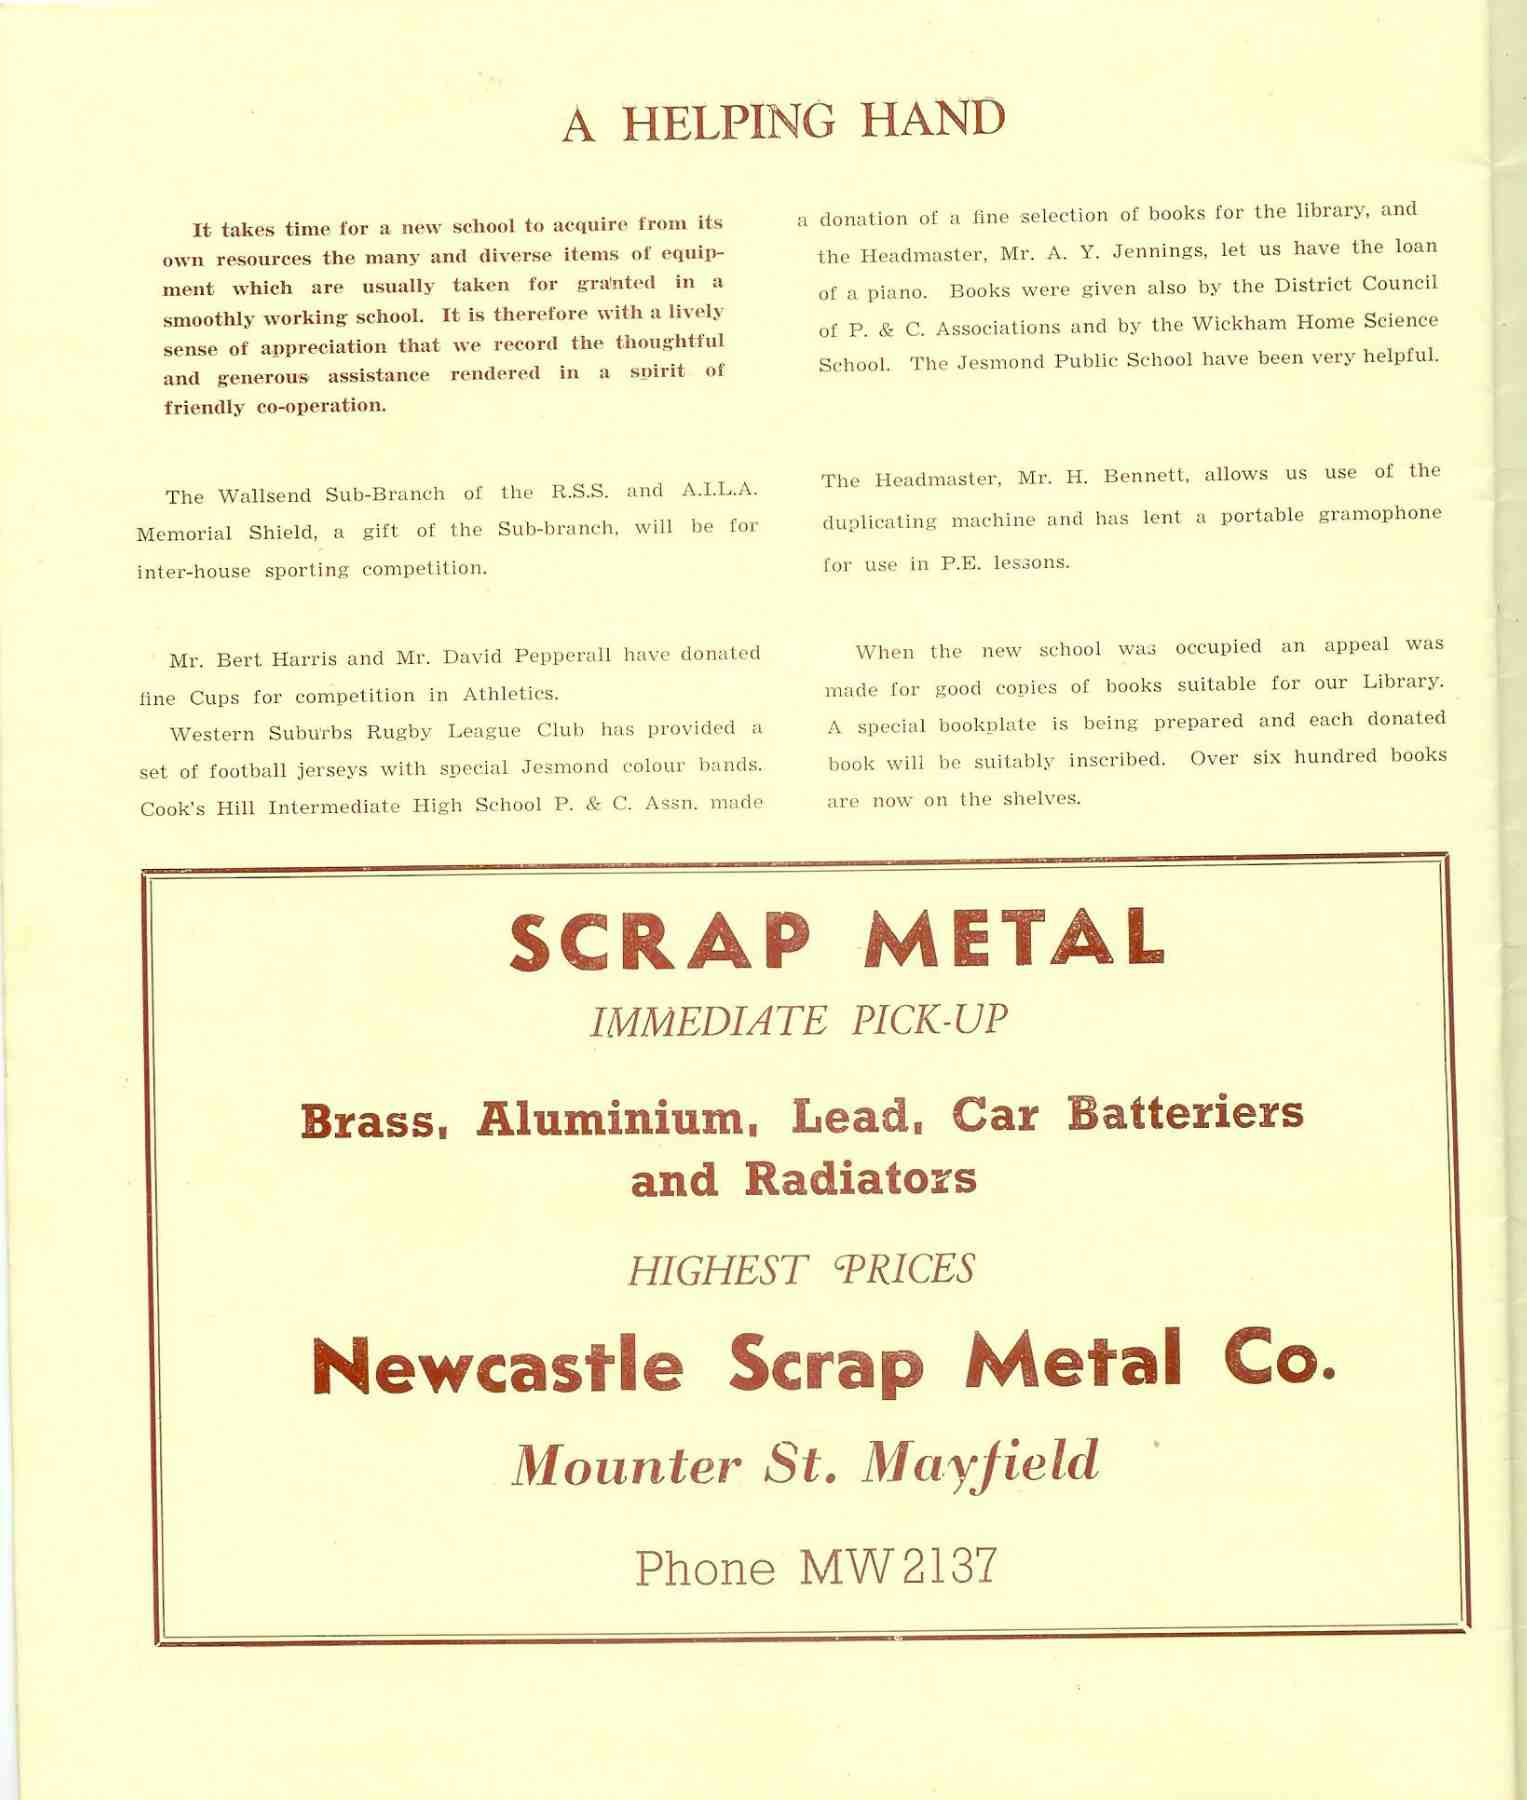 A HELPING HAND
It takes time for a new school to acquire from its
own resources the many and diverse items of equip-
ment which are usually taken for granted in a
smoothly working school. It is therefore with a lively
sense of appreciation that we record the thoughtful
and generous assistance rendered in a spirit of
friendly co-operation.
The Wallsend Sub-Branch of the R.S.S. and A.I.L.A.
Memorial Shield, a gift of the Sub-branch, will be for
inter-house sporting competition.
Mr. Bert Harris and Mr. David Pepperall have donated
fine Cups for competition in Athletics.
Western Suburbs Rugby League Club has provided a
set of football jerseys with special Jesmond colour bands.
Cook's Hill Intermediate High School P. & C. Assn. made
a donation of a fine selection of books for the library, and
the Headmaster, Mr. A. Y. Jennings, let us have the loan
of a piano. Books were given also by the District Council
of P. & C. Associations and by the Wickham Home Science
School. The Jesmond Public School have been very helpful.
The Headmaster, Mr. H. Bennett, allows us use of the
duplicating machine and has lent a portable gramophone
for use in P.E. lessons.
When the new school was occupied an appeal was
made for good copies of books suitable for our Library.
A special bookplate is being prepared and each donated
book will be suitably inscribed. Over six hundred books
are now on the shelves.
SCRAP METAL
IMMEDIATE PICK-UP
Brass, Aluminium, Lead, Car Batteriers
and Radiators
HIGHEST PRICES
Newcastle Scrap Metal Co.
Mounter St. Mayfield
Phone MW2137